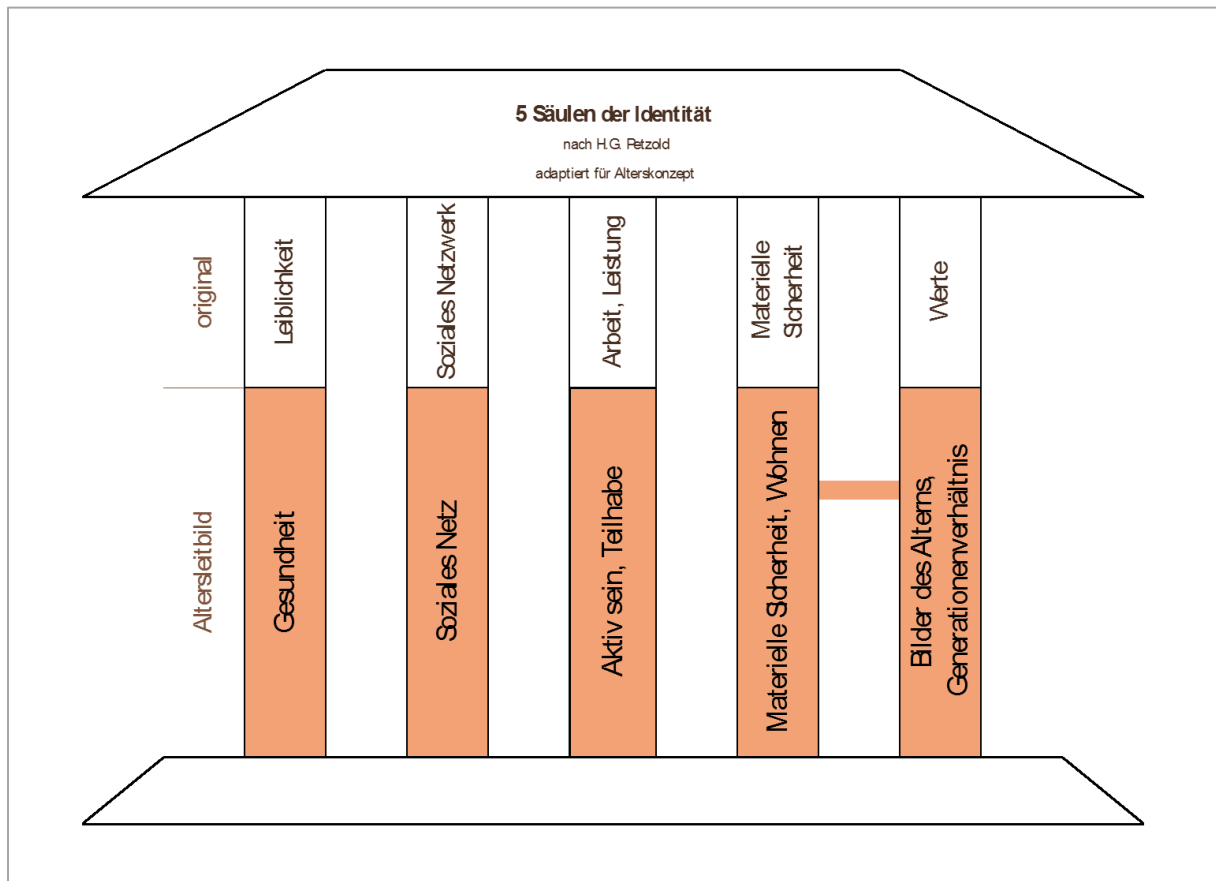 5 Säulen der Identität
nach H.G. Petzold
adaptiert für Alterskonzept
original
Leiblichkeit
Soziales Netzwerk
Arbeit, Leistung
Materielle
Sicherheit
Werte
Altersleitbild
Gesundheit
Soziales Netz
Aktiv sein, Teilhabe
Materielle Sicherheit, Wohnen
Bilder des Alterns,
Generationenverhältnis